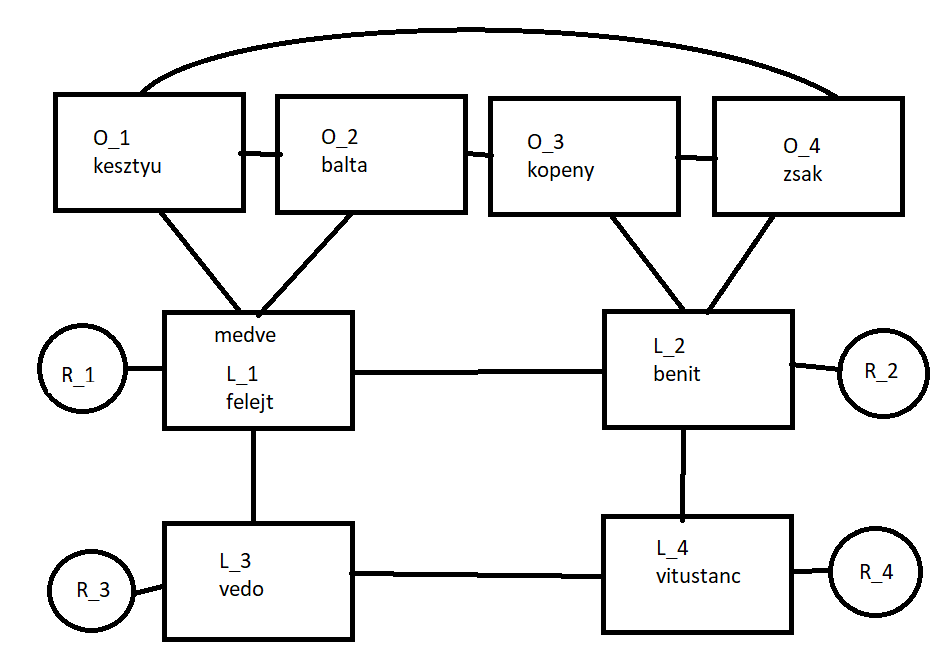 O_1
kesztyu
O_2
balta
O_3
kopeny
O_4
zsak
R_1
medve
L_1
felejt
L_2
benit
R_2
R_3
L_3
vedo
L_4
vitustanc
R_4